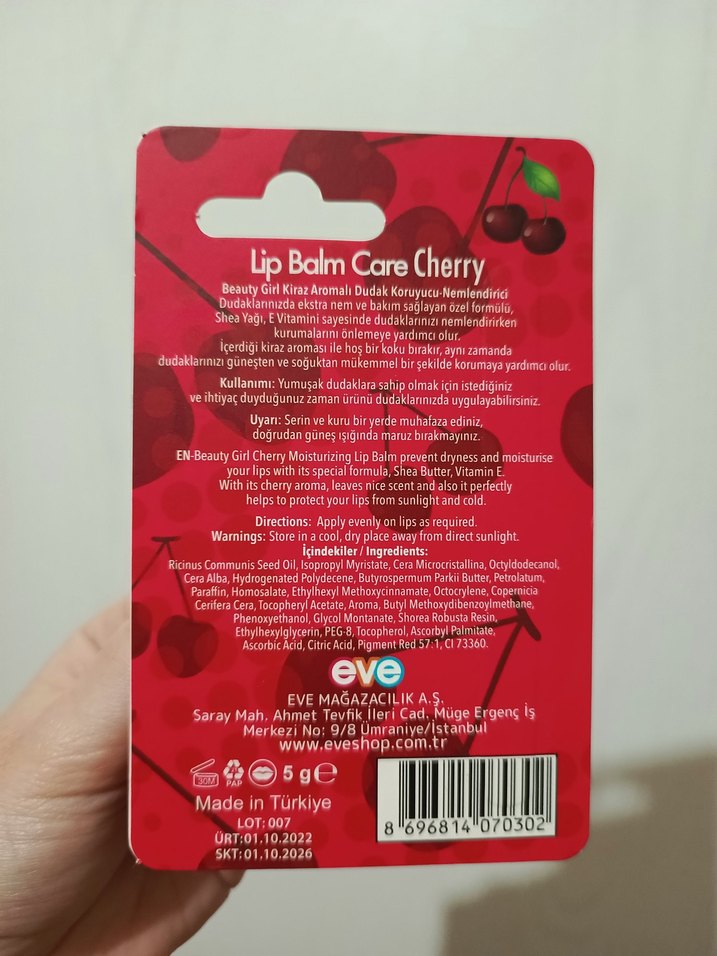 Lip Balm Care Cherry
Beauty Girl Kiraz Aromalı Dudak Koruyucu-Nemlendirici
Dudaklarınızda ekstra nem ve bakım sağlayan özel formülü,
Shea Yağı, E Vitamini sayesinde dudaklarınızı nemlendirirken
kurumalarını önlemeye yardımcı olur.
İçerdiği kiraz aroması ile hoş bir koku bırakır, aynı zamanda
dudaklarınızı güneşten ve soğuktan mükemmel bir şekilde korumaya yardımcı olur.
Kullanımı: Yumuşak dudaklara sahip olmak için istediğiniz
ve ihtiyaç duyduğunuz zaman ürünü dudaklarınızda uygulayabilirsiniz.
Uyarı: Serin ve kuru bir yerde muhafaza ediniz,
doğrudan güneş ışığında maruz bırakmayınız.
EN-Beauty Girl Cherry Moisturizing Lip Balm prevent dryness and moisturise
your lips with its special formula, Shea Butter, Vitamin E.
With its cherry aroma, leaves nice scent and also it perfectly
helps to protect your lips from sunlight and cold.
Directions: Apply evenly on lips as required.
Warnings: Store in a cool, dry place away from direct sunlight.
İçindekiler / Ingredients:
Ricinus Communis Seed Oil, Isopropyl Myristate, Cera Microcristallina, Octyldodecanol,
Cera Alba, Hydrogenated Polydecene, Butyrospermum Parkii Butter, Petrolatum,
Paraffin, Homosalate, Ethylhexyl Methoxycinnamate, Octocrylene, Copernicia
Cerifera Cera, Tocopheryl Acetate, Aroma, Butyl Methoxydibenzoylmethane,
Phenoxyethanol, Glycol Montanate, Shorea Robusta Resin,
Ethylhexylglycerin, PEG-8, Tocopherol, Ascorbyl Palmitate,
Ascorbic Acid, Citric Acid, Pigment Red 57:1, CI 73360.
eve
EVE MAĞAZACILIK A.Ş.
Saray Mah. Ahmet Tevfik İleri Cad. Müge Ergenç İş
Merkezi No: 9/8 Ümraniye/İstanbul
www.eveshop.com.tr
30M PAP 5 g e
Made in Türkiye
LOT: 007
ÜRT:01.10.2022
SKT:01.10.2026
8 696814 070302